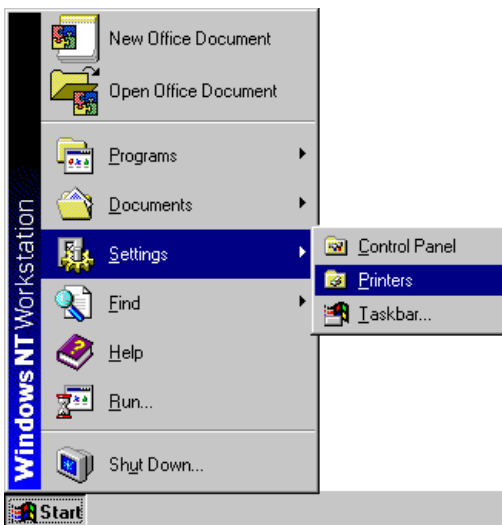 New Office Document
Open Office Document
Programs
Documents
Settings
Find
Help
Run...
Shut Down...
Control Panel
Printers
Taskbar...
Windows NT Workstation
Start